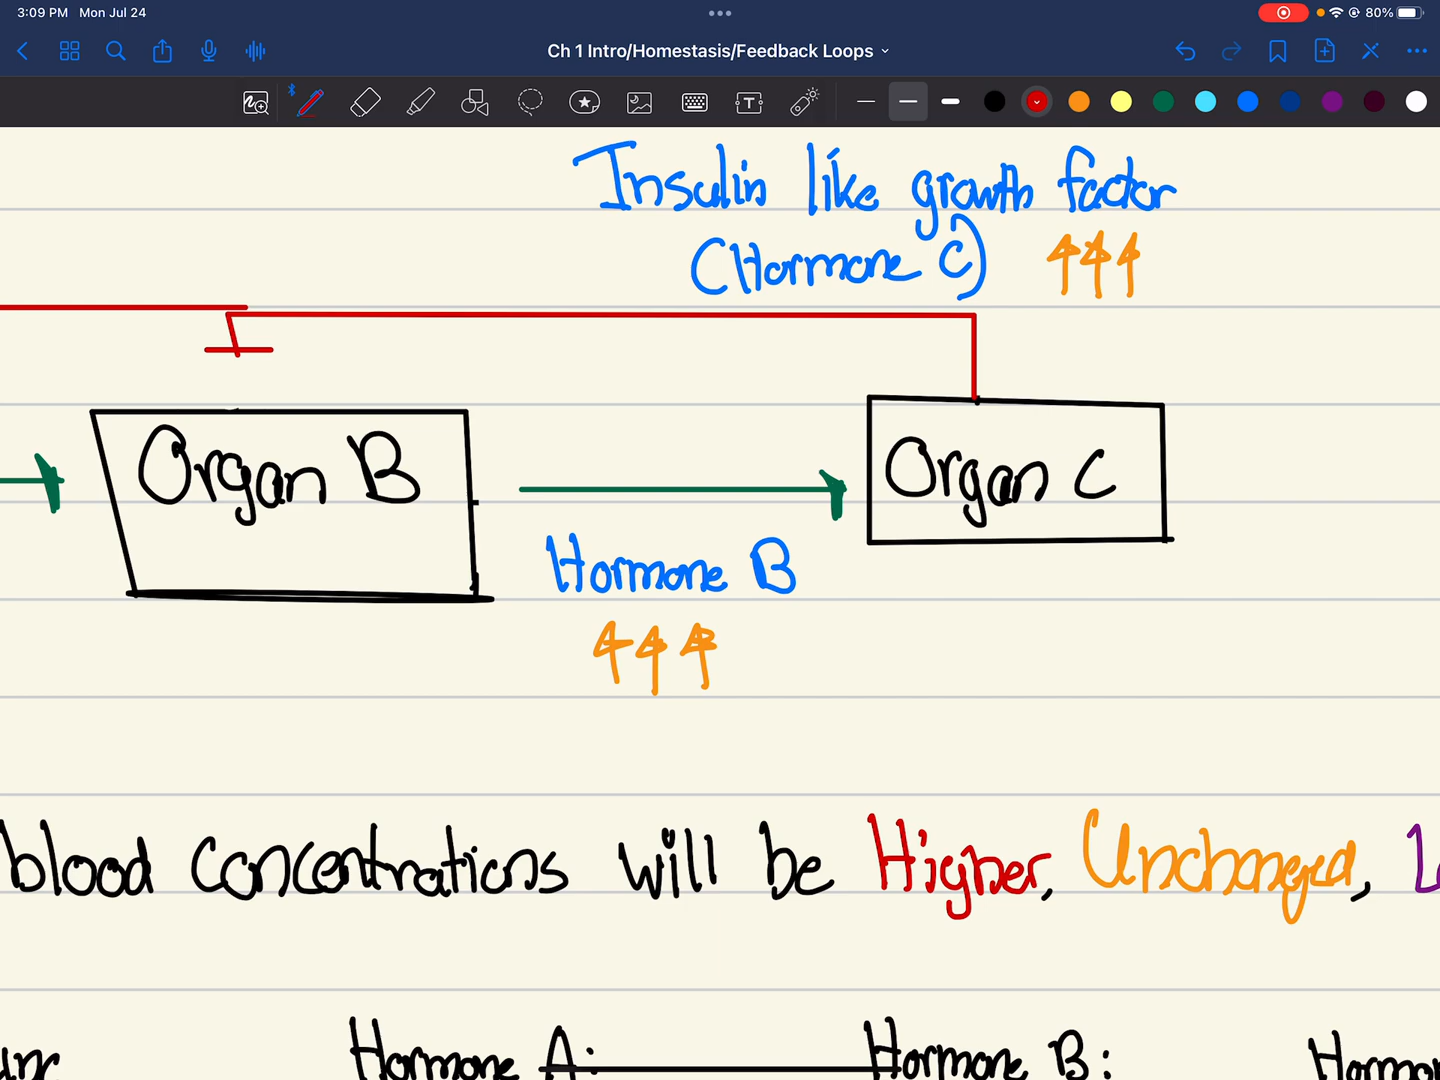 3:09 PM Mon Jul 24
80%
Ch 1 Intro/Homestasis/Feedback Loops
T
Insulin like growth factor
(Hormone C)
Organ B
Organ C
Hormone B
blood concentrations will be Higher, Unchanged,
Hormone A:
Hormone B: